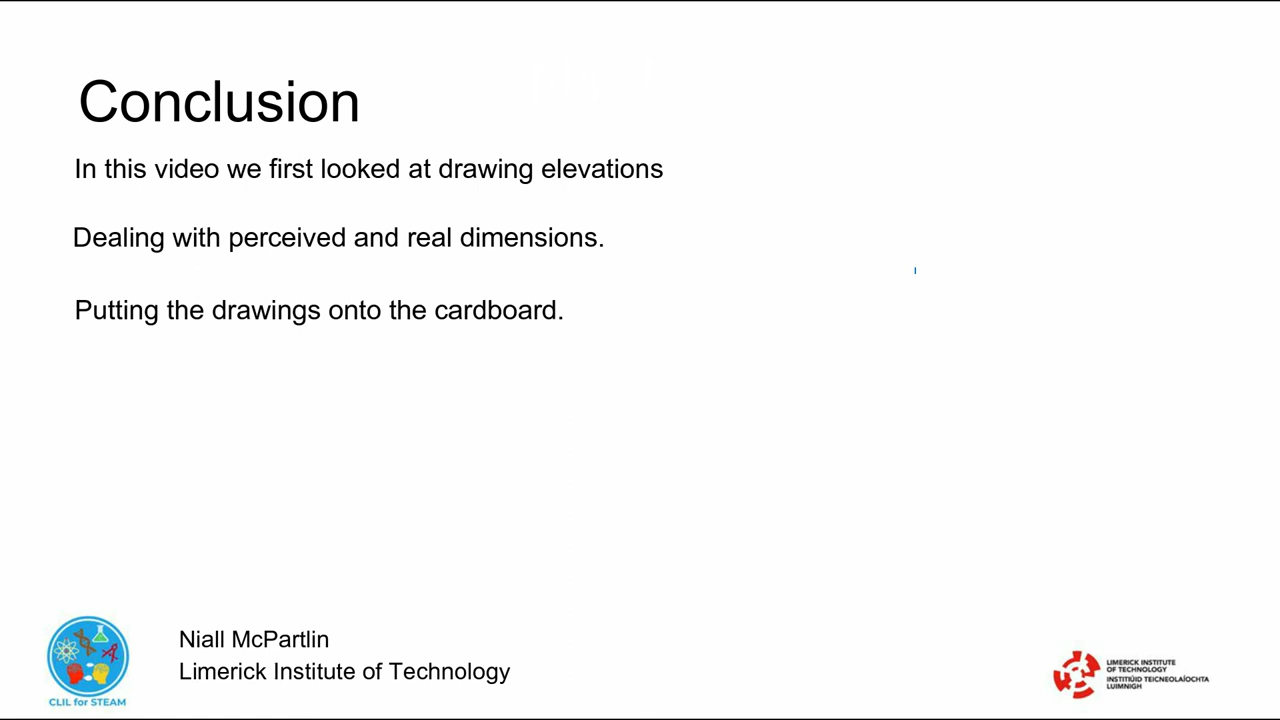 Conclusion
In this video we first looked at drawing elevations
Dealing with perceived and real dimensions.
Putting the drawings onto the cardboard.
Niall McPartlin
Limerick Institute of Technology
CLIL for STEAM
LIMERICK INSTITUTE
OF TECHNOLOGY
INSTITIÚID TEICNEOLAÍOCHTA
LUIMNIGH